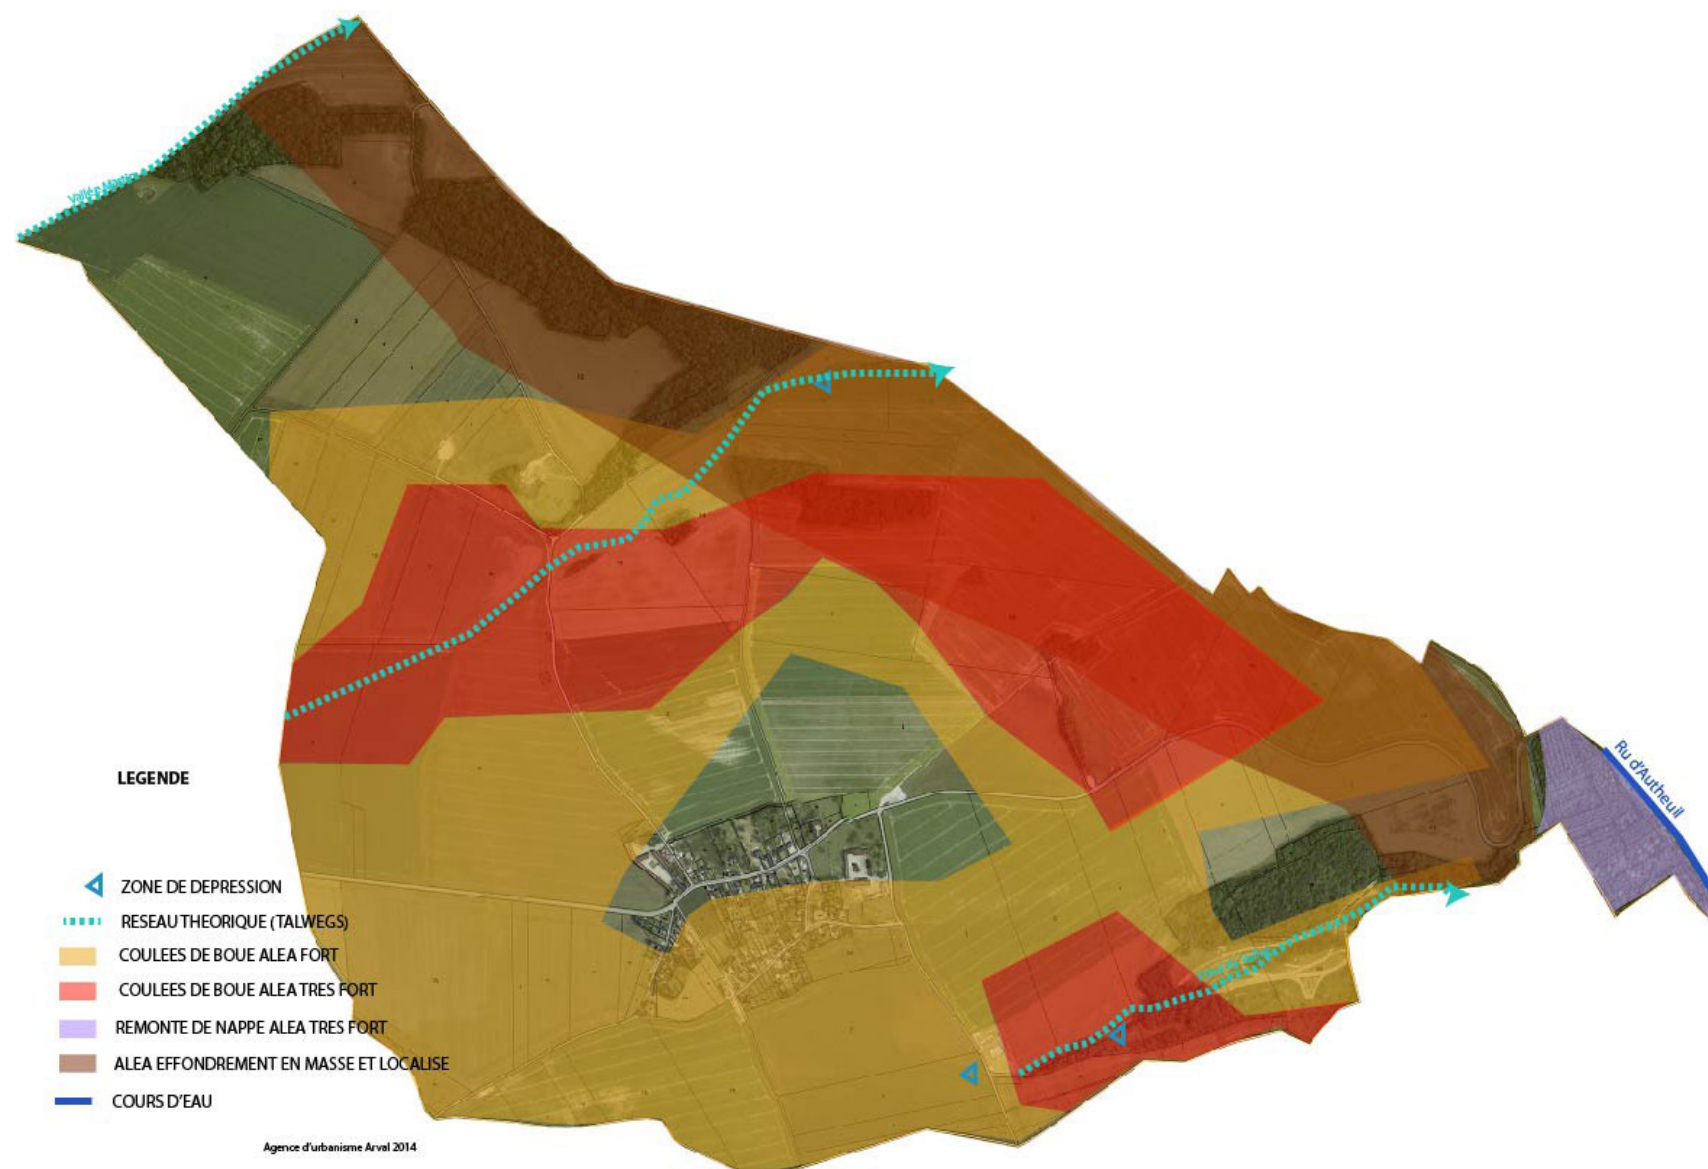 Ru d'Autheuil
LEGENDE
ZONE DE DEPRESSION
RESEAU THEORIQUE (TALWEGS)
COULEES DE BOUE ALEA FORT
COULEES DE BOUE ALEA TRES FORT
REMONTE DE NAPPE ALEA TRES FORT
ALEA EFFONDREMENT EN MASSE ET LOCALISE
COURS D'EAU
Agence d'urbanisme Arval 2014